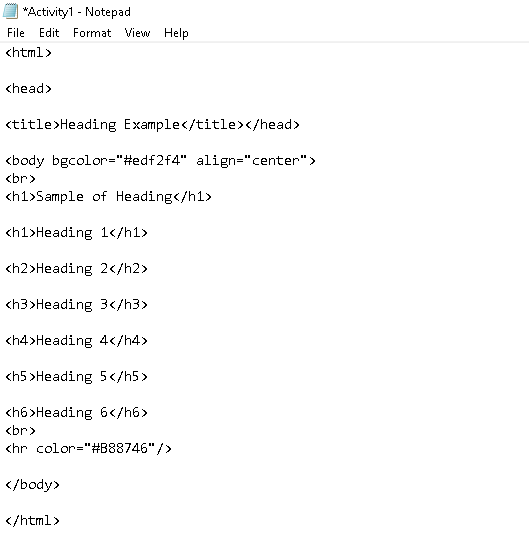 *Activity1 - Notepad
File Edit Format View Help
<html>
<head>
<title>Heading Example</title></head>
<body bgcolor="#edf2f4" align="center">
<br>
<h1>Sample of Heading</h1>
<h1>Heading 1</h1>
<h2>Heading 2</h2>
<h3>Heading 3</h3>
<h4>Heading 4</h4>
<h5>Heading 5</h5>
<h6>Heading 6</h6>
<br>
<hr color="#B88746"/>
</body>
</html>